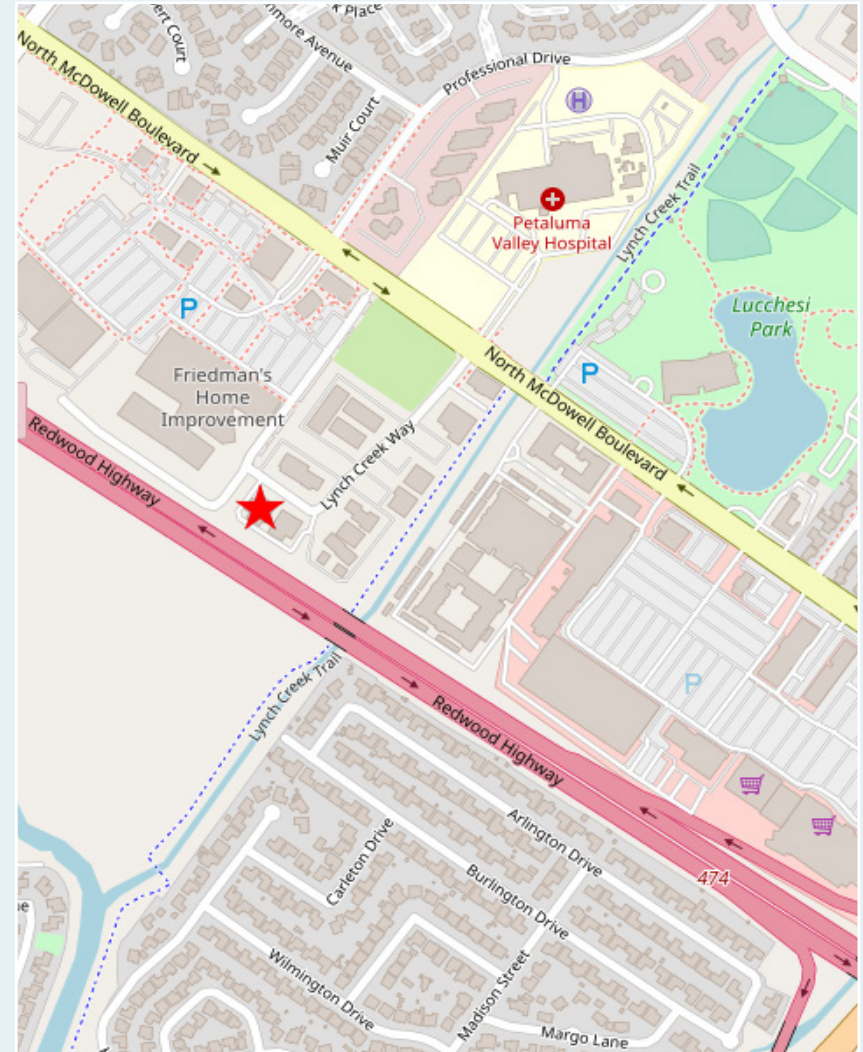 Place
Court
Avenue
Professional Drive
North McDowell Boulevard
Muir Court
H
Petaluma
Valley Hospital
Lynch Creek Trail
Lucchesi
Park
P
Friedman's
Home
Improvement
North McDowell Boulevard
P
Redwood Highway
Lynch Creek Way
P
Lynch Creek Trail
Redwood Highway
Arlington Drive
474
Carleton Drive
Burlington Drive
Wilmington Drive
Madison Street
Margo Lane